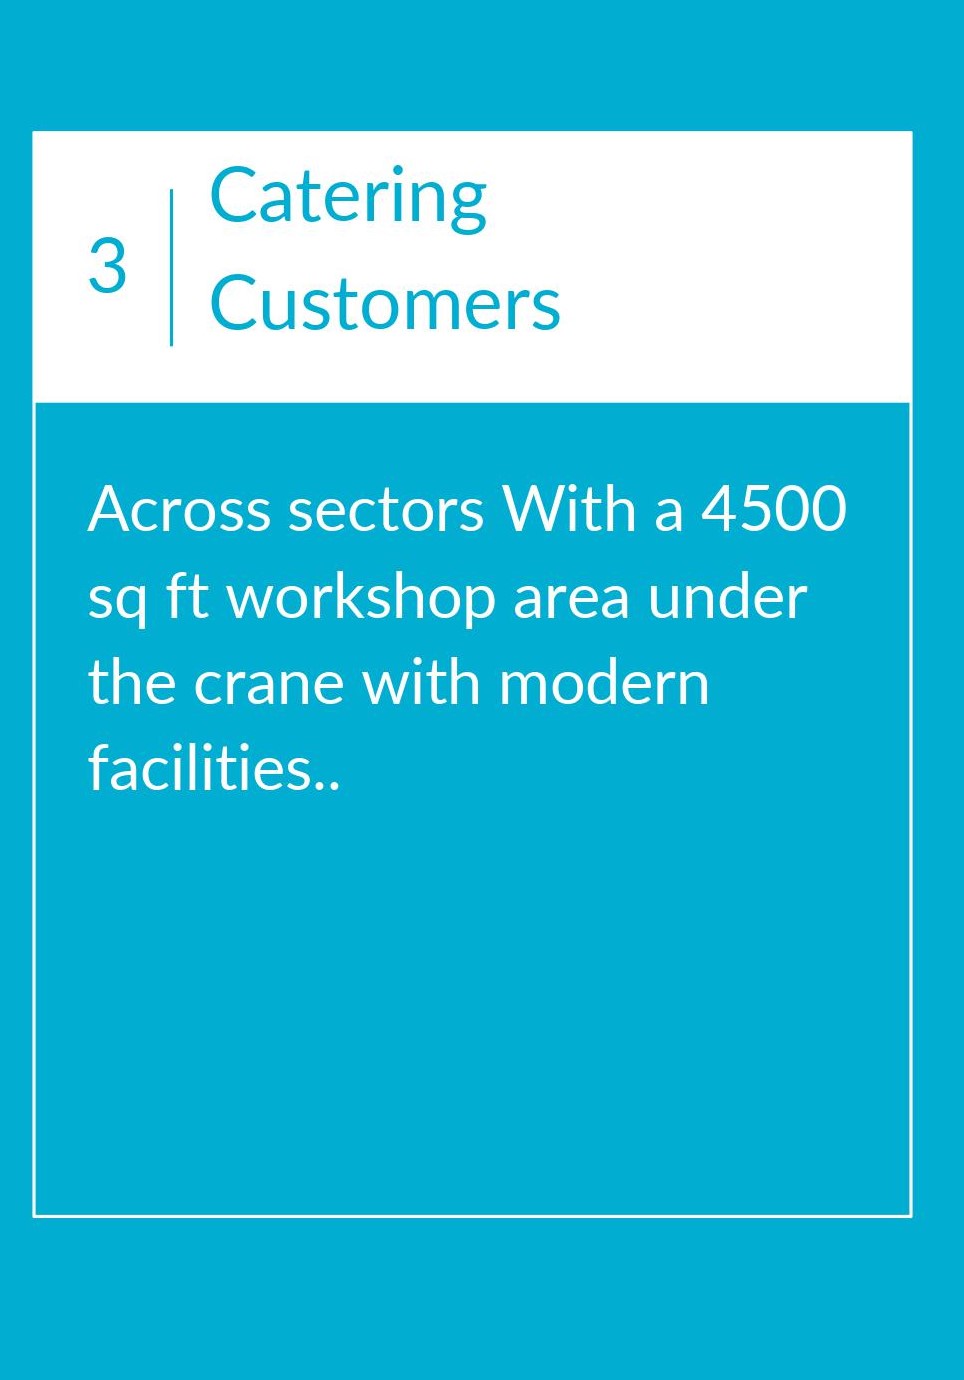 3
Catering
Customers
Across sectors With a 4500
sq ft workshop area under
the crane with modern
facilities..